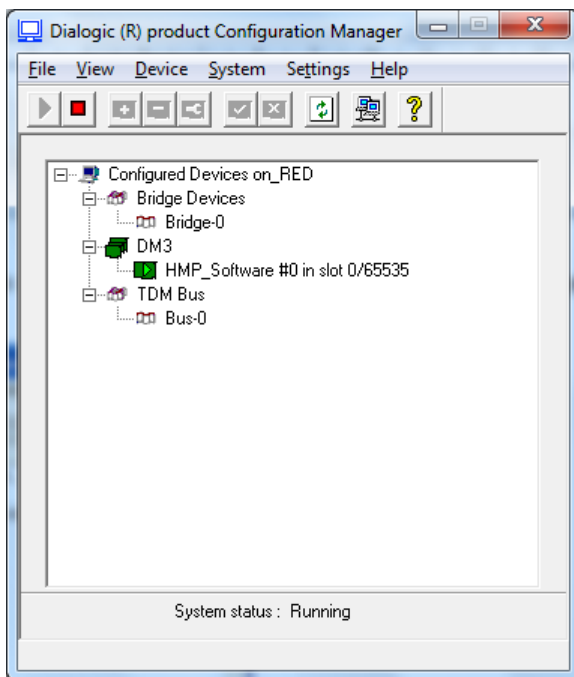 Dialogic (R) product Configuration Manager
File View Device System Settings Help
Configured Devices on_RED
Bridge Devices
Bridge-0
DM3
HMP_Software #0 in slot 0/65535
TDM Bus
Bus-0
System status : Running